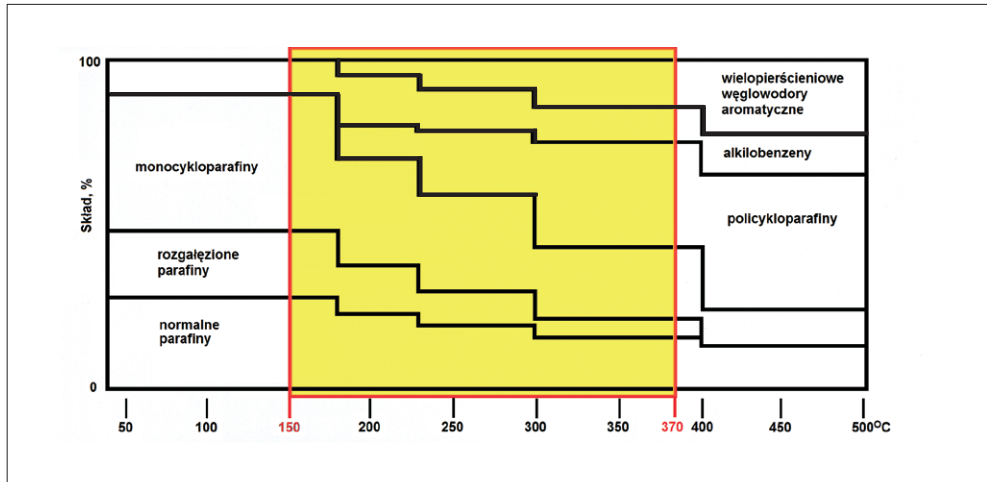 100
wielopierścieniowe
węglowodory
aromatyczne
alkilobenzeny
monocykloparafiny
Skład, %
policykloparafiny
rozgałęzione
parafiny
normalne
parafiny
0
50 100 150 200 250 300 350 370 400 450 500°C